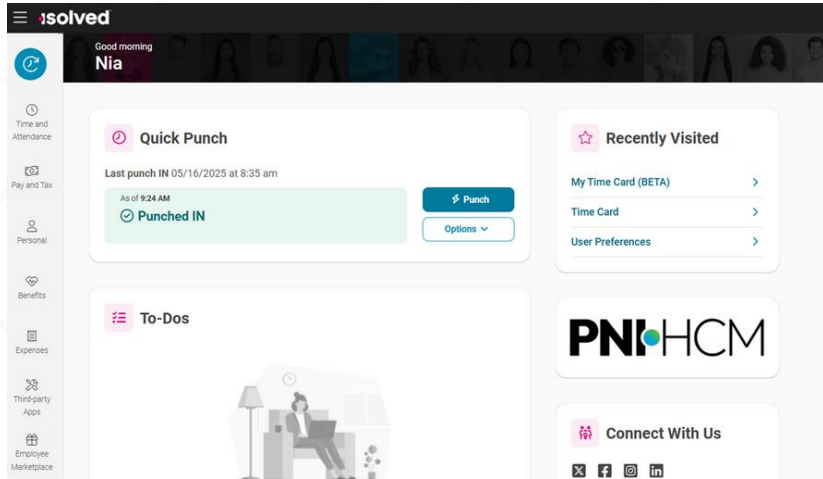 isolved
Good morning
Nia
Time and
Attendance
Pay and Tax
Personal
Benefits
Expenses
Third-party
Apps
Employee
Marketplace
Quick Punch
Last punch IN 05/16/2025 at 8:35 am
As of 9:24 AM
Punched IN
Punch
Options
To-Dos
Recently Visited
My Time Card (BETA)
Time Card
User Preferences
PNI•HCM
Connect With Us